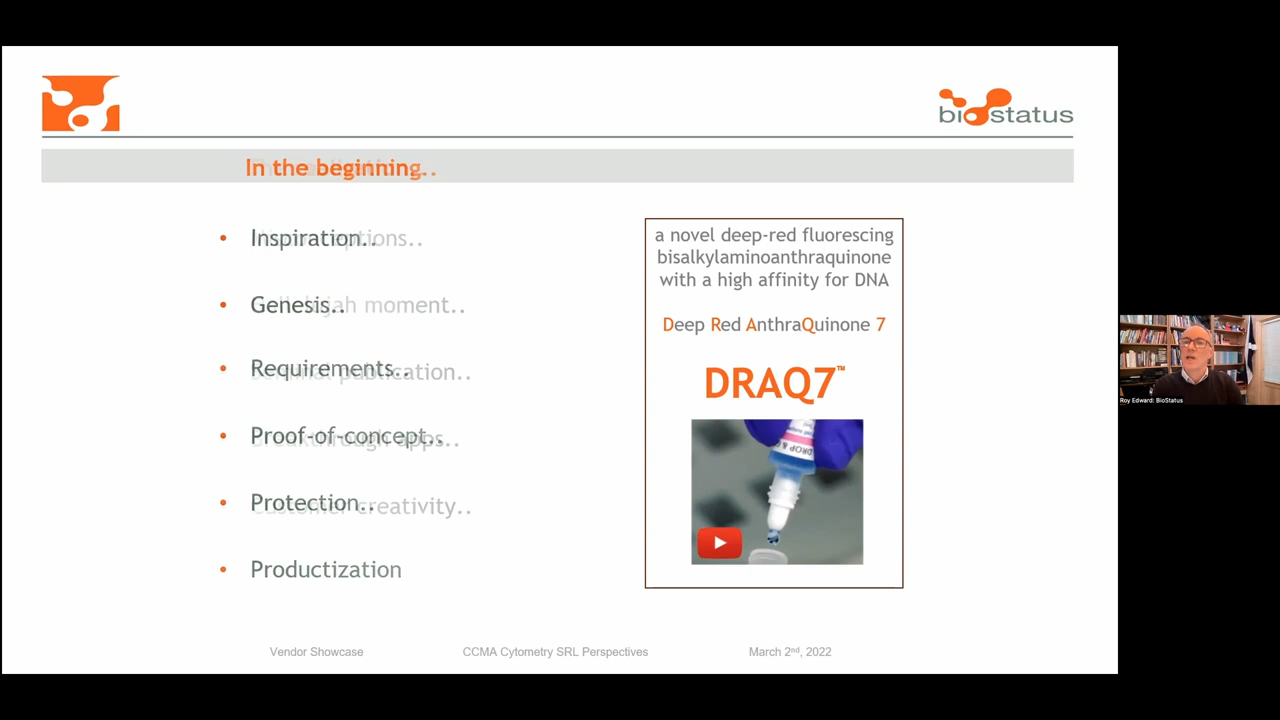 biostatus
In the beginning..
Inspiration..
Genesis..
Requirements..
Proof-of-concept..
Protection..
Productization
a novel deep-red fluorescing
bisalkylaminoanthraquinone
with a high affinity for DNA
Deep Red AnthraQuinone 7
DRAQ7™
DROP &
Vendor Showcase
CCMA Cytometry SRL Perspectives
March 2nd, 2022
Roy Edward: BioStatus